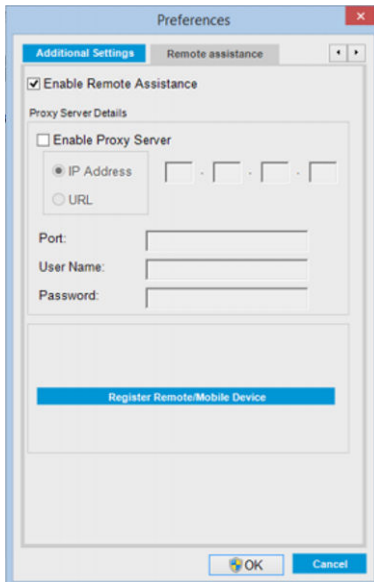 Preferences
Additional Settings Remote assistance
Enable Remote Assistance
Proxy Server Details
Enable Proxy Server
IP Address . . .
URL
Port:
User Name:
Password:
Register Remote/Mobile Device
OK Cancel